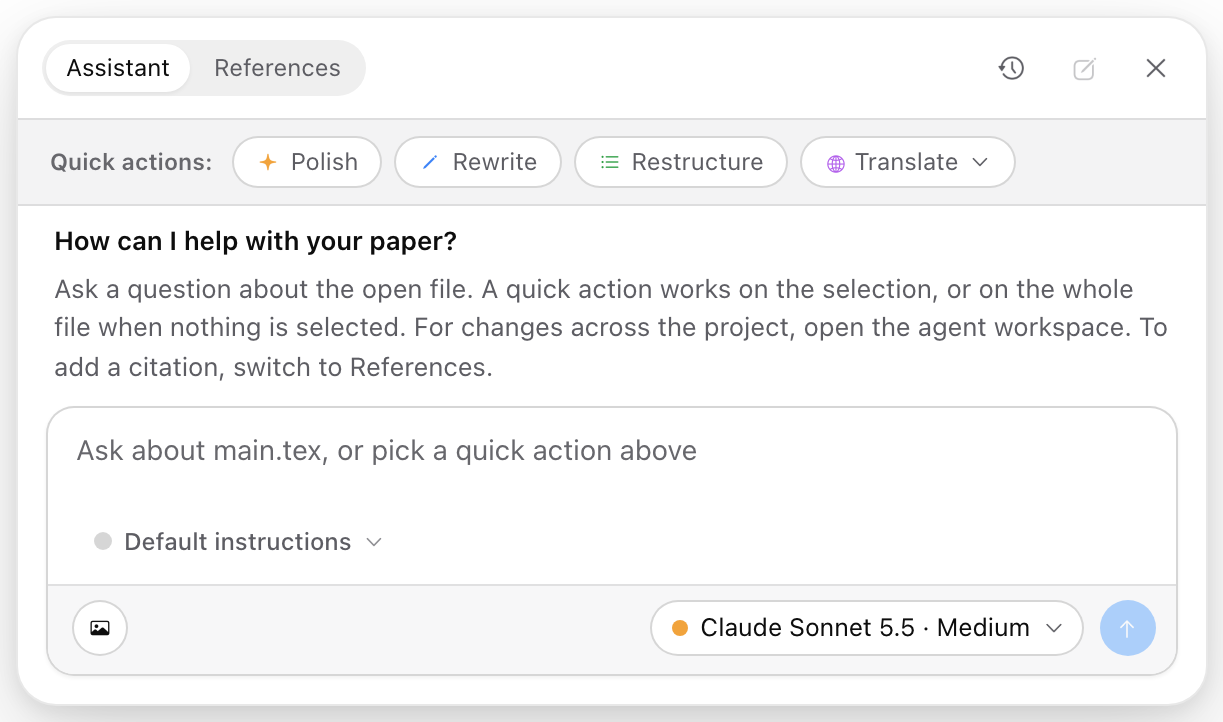 Assistant References
Quick actions: Polish Rewrite Restructure Translate
How can I help with your paper?
Ask a question about the open file. A quick action works on the selection, or on the whole
file when nothing is selected. For changes across the project, open the agent workspace. To
add a citation, switch to References.
Ask about main.tex, or pick a quick action above
Default instructions
Claude Sonnet 5.5 · Medium